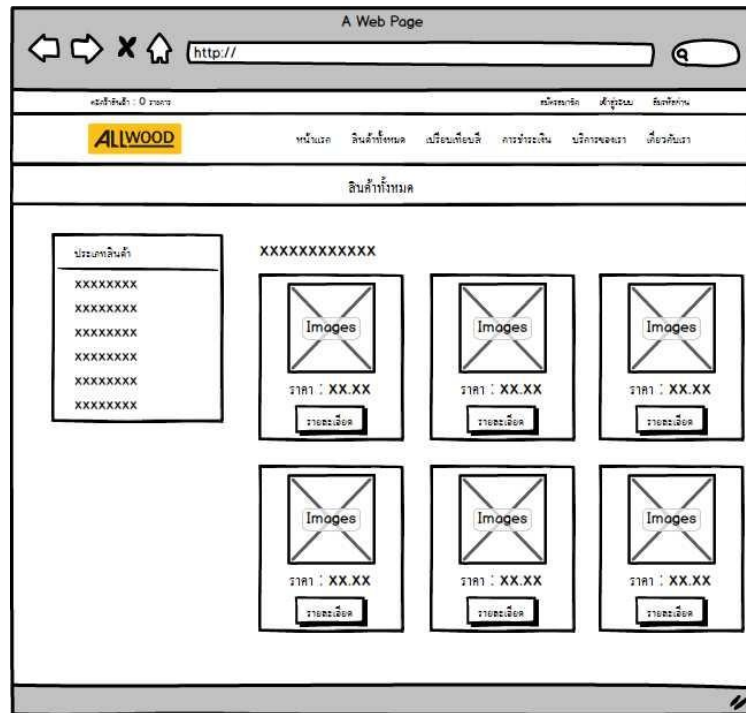 A Web Page
http://
ตะกร้าสินค้า : 0 รายการ สมัครสมาชิก เข้าสู่ระบบ ลืมรหัสผ่าน
ALLWOOD หน้าแรก สินค้าทั้งหมด เปรียบเทียบสี การชำระเงิน บริการของเรา เกี่ยวกับเรา
สินค้าทั้งหมด
ประเภทสินค้า
XXXXXXXX
XXXXXXXX
XXXXXXXX
XXXXXXXX
XXXXXXXX
XXXXXXXX
XXXXXXXXXXXX
Images Images Images
ราคา : XX.XX ราคา : XX.XX ราคา : XX.XX
รายละเอียด รายละเอียด รายละเอียด
Images Images Images
ราคา : XX.XX ราคา : XX.XX ราคา : XX.XX
รายละเอียด รายละเอียด รายละเอียด